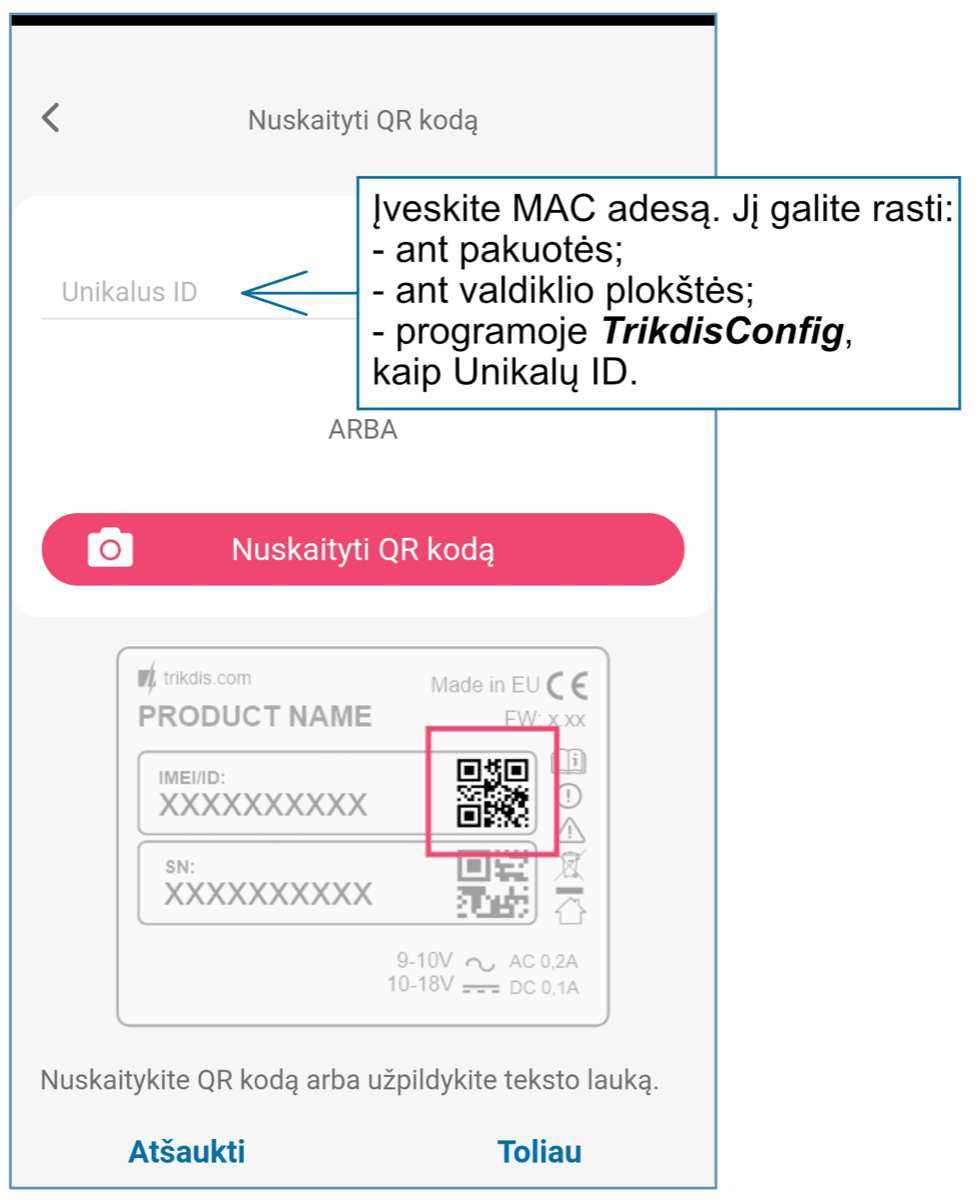 Nuskaityti QR kodą
Įveskite MAC adesą. Jį galite rasti:
- ant pakuotės;
- ant valdiklio plokštės;
- programoje TrikdisConfig,
kaip Unikalų ID.
Unikalus ID
ARBA
Nuskaityti QR kodą
trikdis.com
Made in EU CE
PRODUCT NAME
FW: x.xx
IMEI/ID:
XXXXXXXXXX
SN:
XXXXXXXXXX
9-10V AC 0,2A
10-18V DC 0,1A
Nuskaitykite QR kodą arba užpildykite teksto lauką.
Atšaukti Toliau